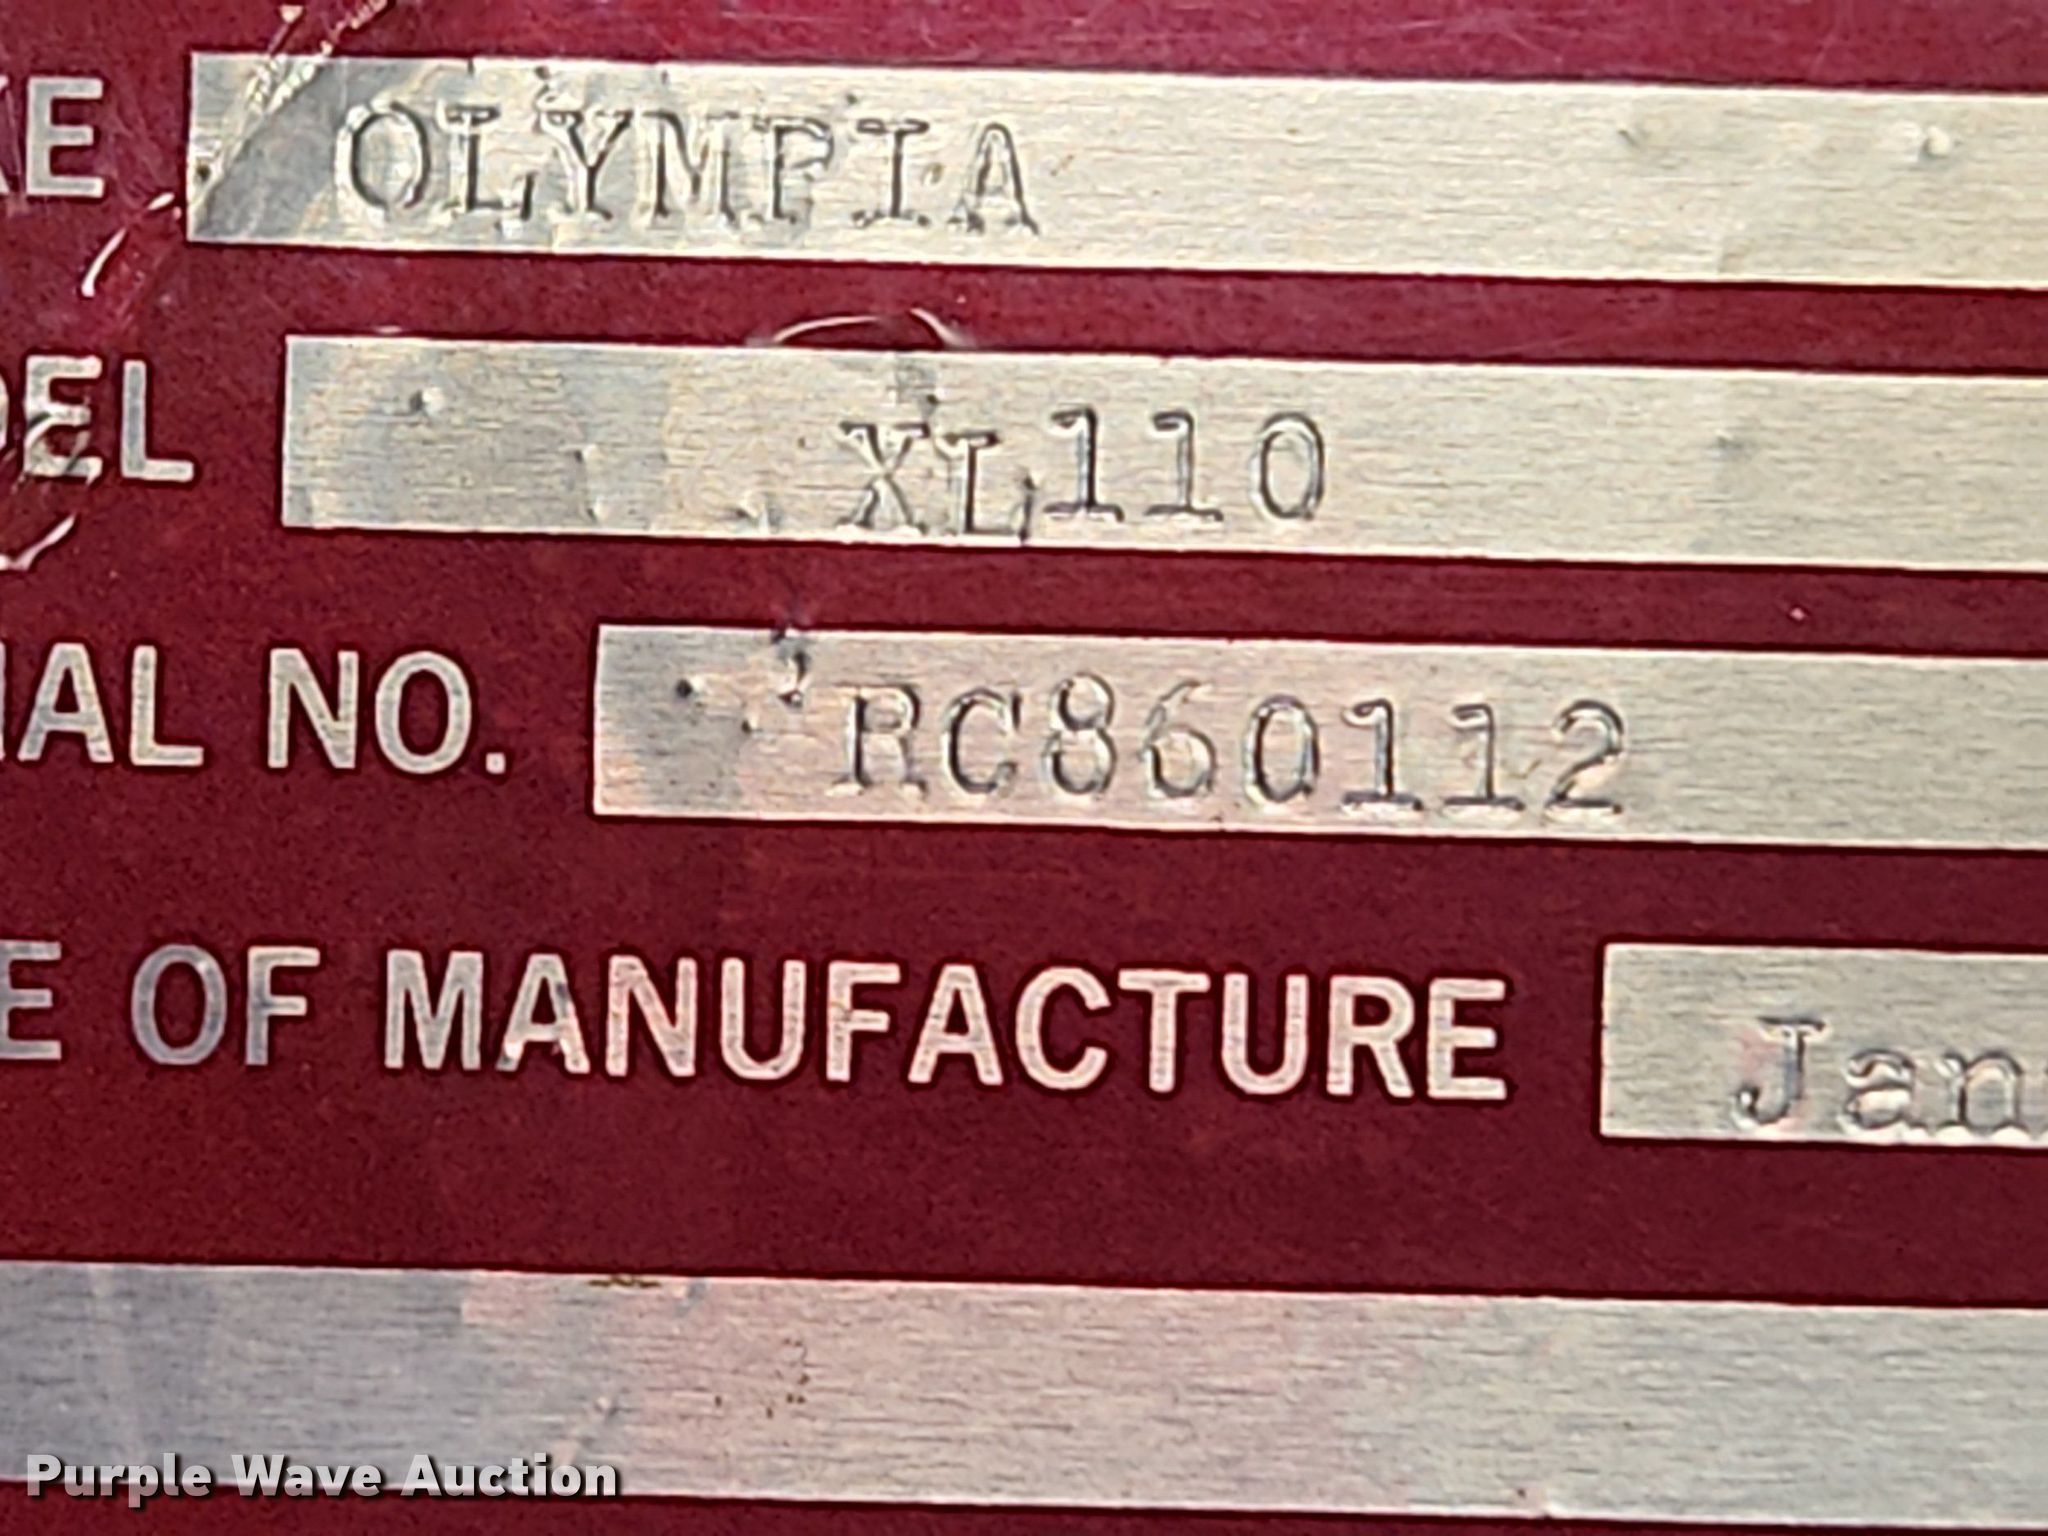 KE OLYMPIA
DEL XL110
IAL NO. RC860112
E OF MANUFACTURE Jan
Purple Wave Auction